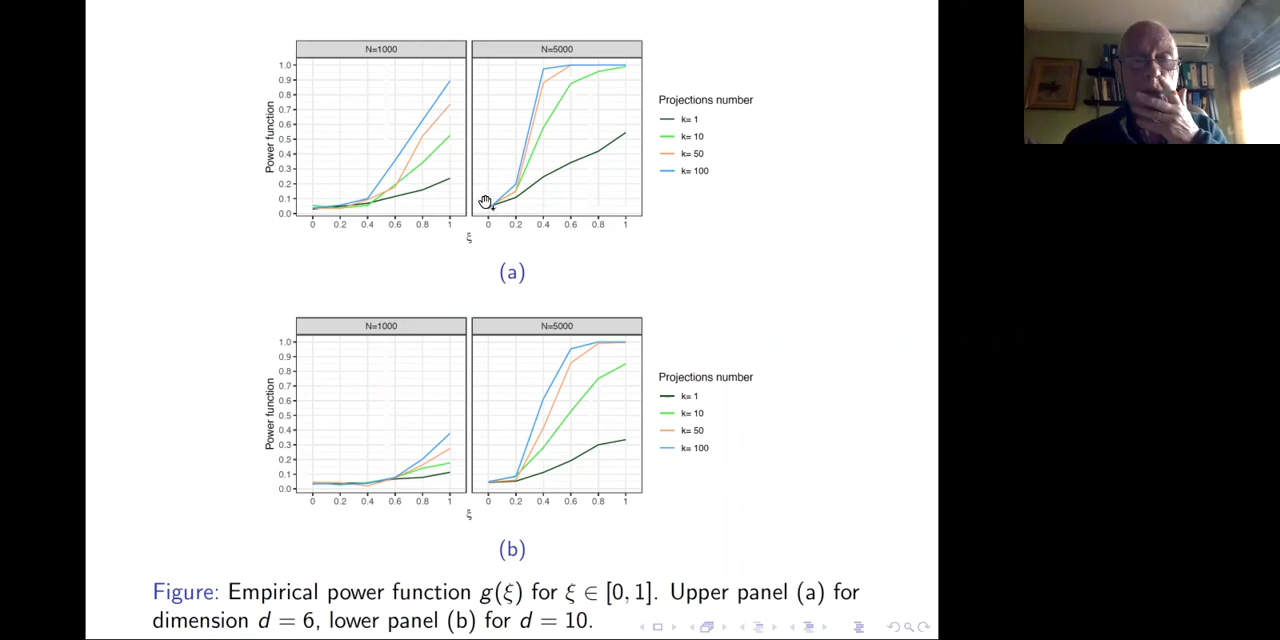 N=1000
N=5000
Power function
1.0
0.9
0.8
0.7
0.6
0.5
0.4
0.3
0.2
0.1
0.0
0 0.2 0.4 0.6 0.8 1
0 0.2 0.4 0.6 0.8 1
ξ
Projections number
k= 1
k= 10
k= 50
k= 100
(a)
N=1000
N=5000
Power function
1.0
0.9
0.8
0.7
0.6
0.5
0.4
0.3
0.2
0.1
0.0
0 0.2 0.4 0.6 0.8 1
0 0.2 0.4 0.6 0.8 1
ξ
Projections number
k= 1
k= 10
k= 50
k= 100
(b)
Figure: Empirical power function g(ξ) for ξ ∈ [0, 1]. Upper panel (a) for
dimension d = 6, lower panel (b) for d = 10.